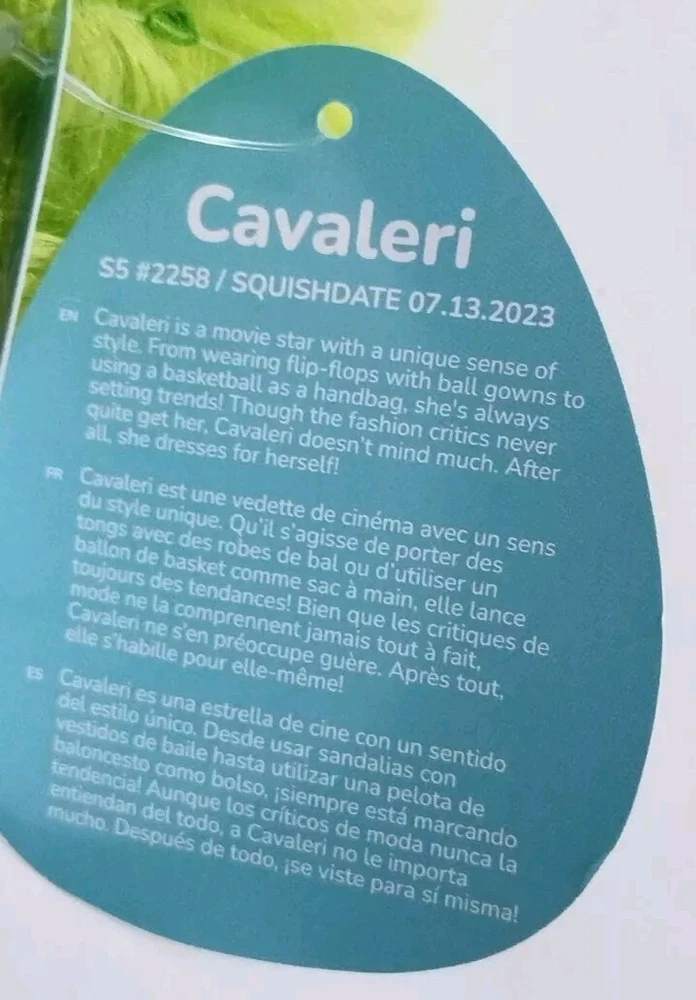 Cavaleri
S5 #2258 / SQUISHDATE 07.13.2023
EN Cavaleri is a movie star with a unique sense of
style. From wearing flip-flops with ball gowns to
using a basketball as a handbag, she's always
setting trends! Though the fashion critics never
quite get her, Cavaleri doesn't mind much. After
all, she dresses for herself!
FR Cavaleri est une vedette de cinéma avec un sens
du style unique. Qu'il s'agisse de porter des
tongs avec des robes de bal ou d'utiliser un
ballon de basket comme sac à main, elle lance
toujours des tendances! Bien que les critiques de
mode ne la comprennent jamais tout à fait,
Cavaleri ne s'en préoccupe guère. Après tout,
elle s'habille pour elle-même!
ES Cavaleri es una estrella de cine con un sentido
del estilo único. Desde usar sandalias con
vestidos de baile hasta utilizar una pelota de
baloncesto como bolso, ¡siempre está marcando
tendencia! Aunque los críticos de moda nunca la
entiendan del todo, a Cavaleri no le importa
mucho. Después de todo, ¡se viste para sí misma!